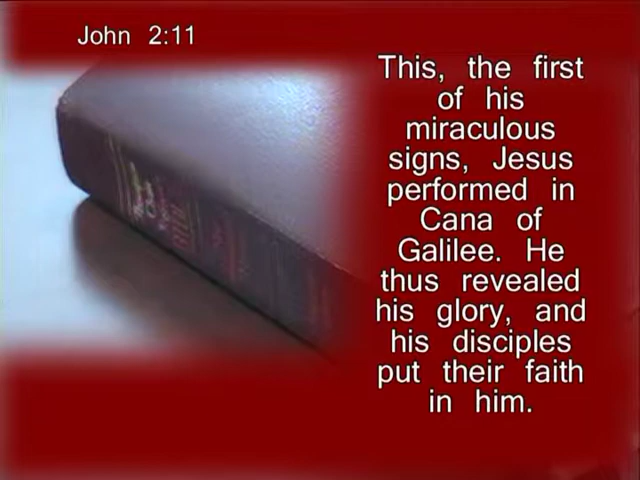 John 2:11
This, the first
of his
miraculous
signs, Jesus
performed in
Cana of
Galilee. He
thus revealed
his glory, and
his disciples
put their faith
in him.